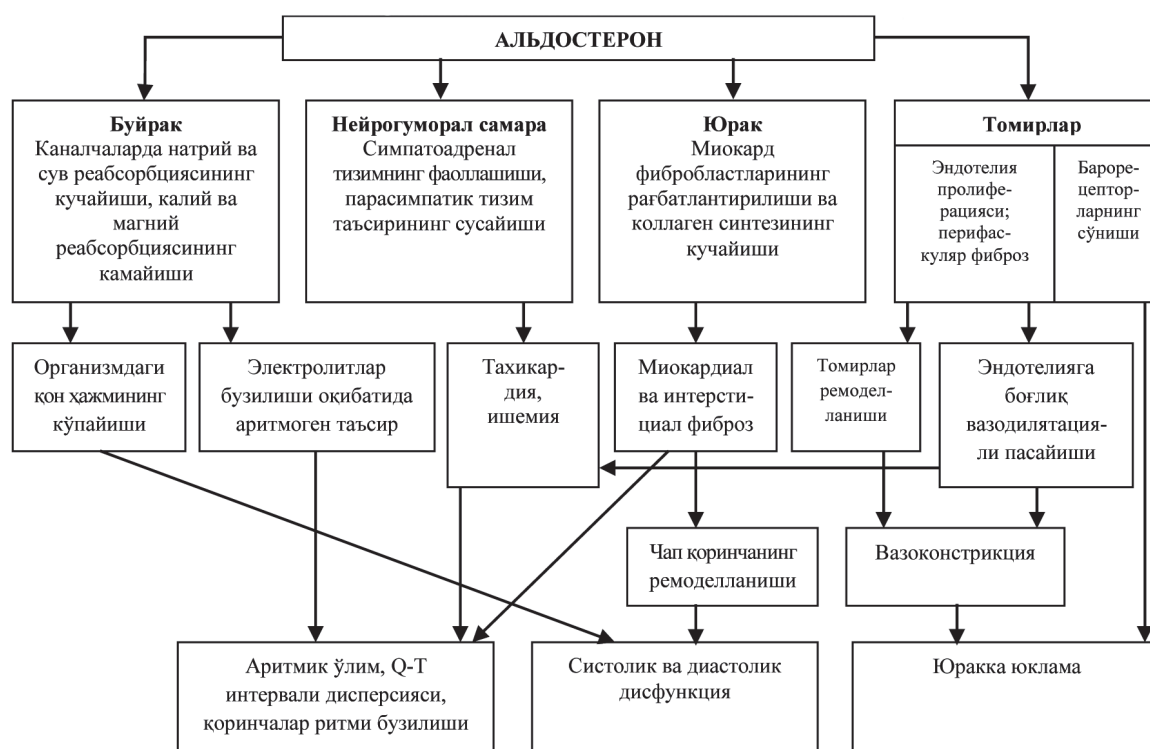 АЛЬДОСТЕРОН
Буйрак
Каналчаларда натрий ва
сув реабсорбциясининг
кучайиши, калий ва
магний
реабсорбциясининг
камайиши
Нейрогуморал самара
Симпатоадренал
тизимнинг фаоллашиши,
парасимпатик тизим
таъсирининг сусайиши
Юрак
Миокард
фибробластларининг
рағбатлантирилиши ва
коллаген синтезининг
кучайиши
Томирлар
Эндотелия
пролифе-
рацияси;
перифас-
куляр фиброз
Бароре-
цептор-
ларнинг
сўниши
Организмдаги
қон ҳажмининг
кўпайиши
Электролитлар
бузилиши оқибатида
аритмоген таъсир
Тахикар-
дия,
ишемия
Миокардиал
ва интерсти-
циал фиброз
Томирлар
ремодел-
ланиши
Эндотелияга
боғлиқ
вазодилятация-
ли пасайиши
Чап қоринчанинг
ремоделланиши
Вазоконстрикция
Аритмик ўлим, Q-T
интервали дисперсияси,
қоринчалар ритми бузилиши
Систолик ва диастолик
дисфункция
Юракка юклама